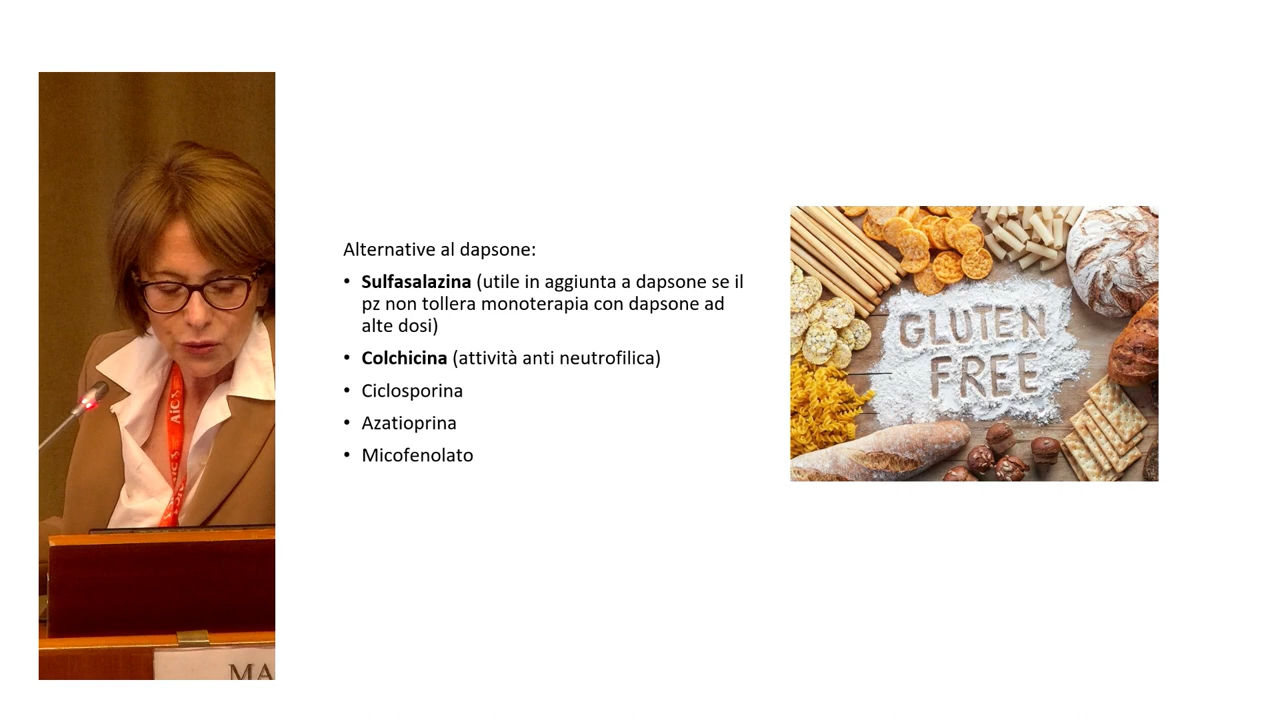 Alternative al dapsone:
• Sulfasalazina (utile in aggiunta a dapsone se il
pz non tollera monoterapia con dapsone ad
alte dosi)
• Colchicina (attività anti neutrofilica)
• Ciclosporina
• Azatioprina
• Micofenolato
GLUTEN
FREE
MA